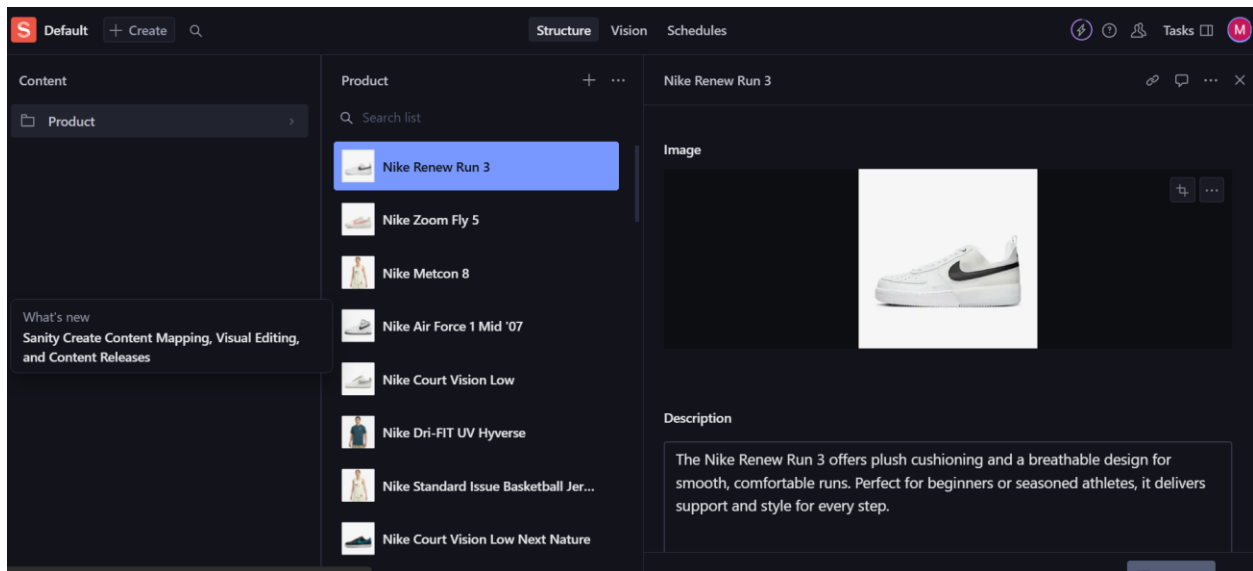 S Default + Create Structure Vision Schedules Tasks M
Content
Product
What's new
Sanity Create Content Mapping, Visual Editing,
and Content Releases
Product
Search list
Nike Renew Run 3
Nike Zoom Fly 5
Nike Metcon 8
Nike Air Force 1 Mid '07
Nike Court Vision Low
Nike Dri-FIT UV Hyverse
Nike Standard Issue Basketball Jer...
Nike Court Vision Low Next Nature
Nike Renew Run 3
Image
Description
The Nike Renew Run 3 offers plush cushioning and a breathable design for
smooth, comfortable runs. Perfect for beginners or seasoned athletes, it delivers
support and style for every step.